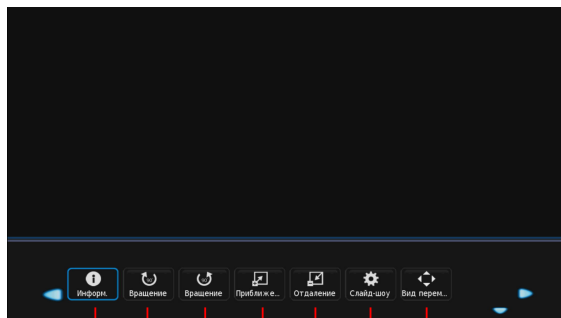 Информ.
Вращение
Вращение
Приближе...
Отдаление
Слайд-шоу
Вид перем...